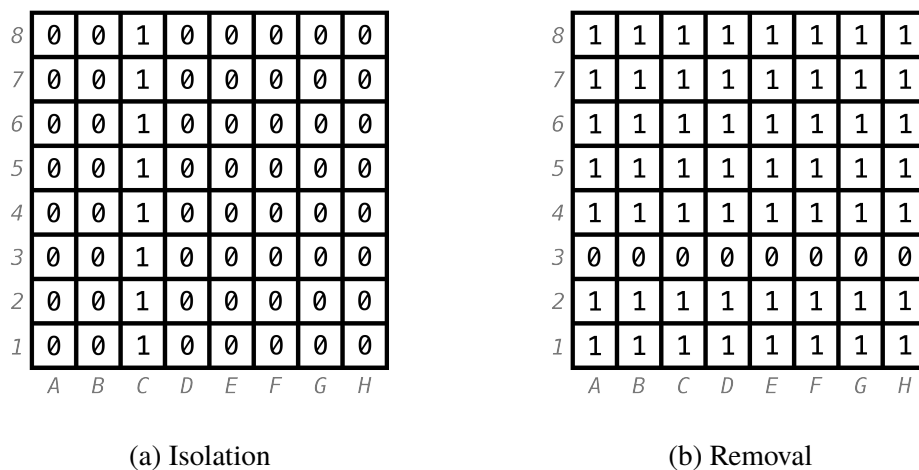 8 0 0 1 0 0 0 0 0
7 0 0 1 0 0 0 0 0
6 0 0 1 0 0 0 0 0
5 0 0 1 0 0 0 0 0
4 0 0 1 0 0 0 0 0
3 0 0 1 0 0 0 0 0
2 0 0 1 0 0 0 0 0
1 0 0 1 0 0 0 0 0
A B C D E F G H
(a) Isolation
8 1 1 1 1 1 1 1 1
7 1 1 1 1 1 1 1 1
6 1 1 1 1 1 1 1 1
5 1 1 1 1 1 1 1 1
4 1 1 1 1 1 1 1 1
3 0 0 0 0 0 0 0 0
2 1 1 1 1 1 1 1 1
1 1 1 1 1 1 1 1 1
A B C D E F G H
(b) Removal